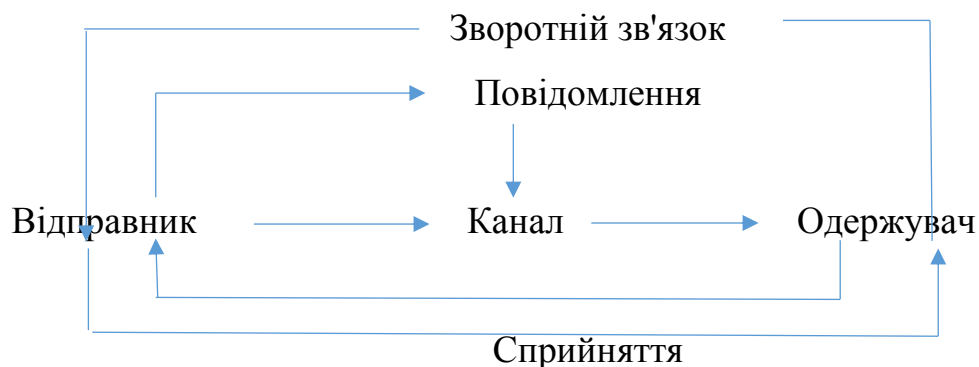 Зворотній зв'язок
Повідомлення
Відправник Канал Одержувач
Сприйняття